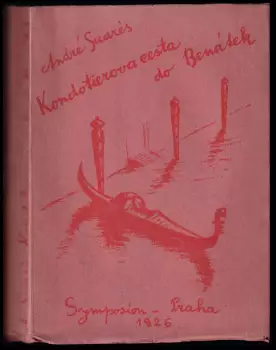 André Suarès
Kondotierova cesta
do Benátek
Symposion – Praha
1926